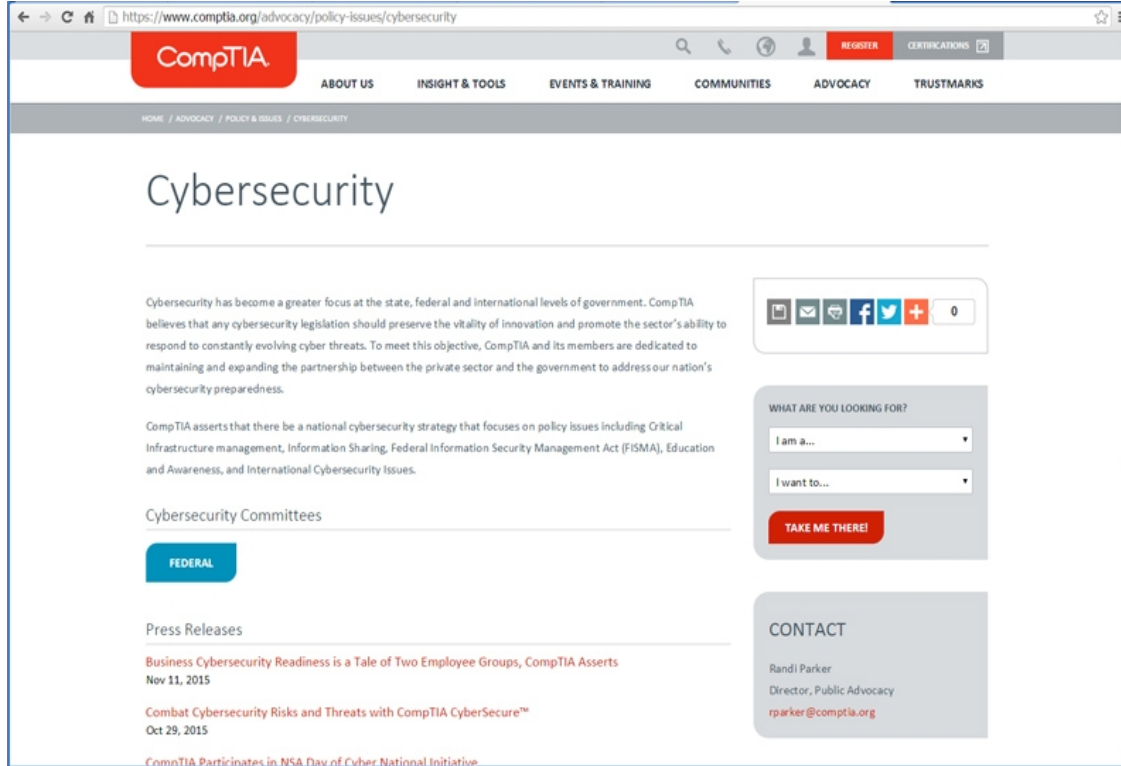 https://www.comptia.org/advocacy/policy-issues/cybersecurity
CompTIA.
REGISTER
CERTIFICATIONS
ABOUT US
INSIGHT & TOOLS
EVENTS & TRAINING
COMMUNITIES
ADVOCACY
TRUSTMARKS
HOME / ADVOCACY / POLICY & ISSUES / CYBERSECURITY
Cybersecurity
Cybersecurity has become a greater focus at the state, federal and international levels of government. CompTIA
believes that any cybersecurity legislation should preserve the vitality of innovation and promote the sector's ability to
respond to constantly evolving cyber threats. To meet this objective, CompTIA and its members are dedicated to
maintaining and expanding the partnership between the private sector and the government to address our nation's
cybersecurity preparedness.
CompTIA asserts that there be a national cybersecurity strategy that focuses on policy issues including Critical
Infrastructure management, Information Sharing, Federal Information Security Management Act (FISMA), Education
and Awareness, and International Cybersecurity Issues.
Cybersecurity Committees
FEDERAL
Press Releases
Business Cybersecurity Readiness is a Tale of Two Employee Groups, CompTIA Asserts
Nov 11, 2015
Combat Cybersecurity Risks and Threats with CompTIA CyberSecure™
Oct 29, 2015
CompTIA Participates in NSA Day of Cyber National Initiative
f
+
0
WHAT ARE YOU LOOKING FOR?
I am a...
I want to...
TAKE ME THERE!
CONTACT
Randi Parker
Director, Public Advocacy
rparker@comptia.org